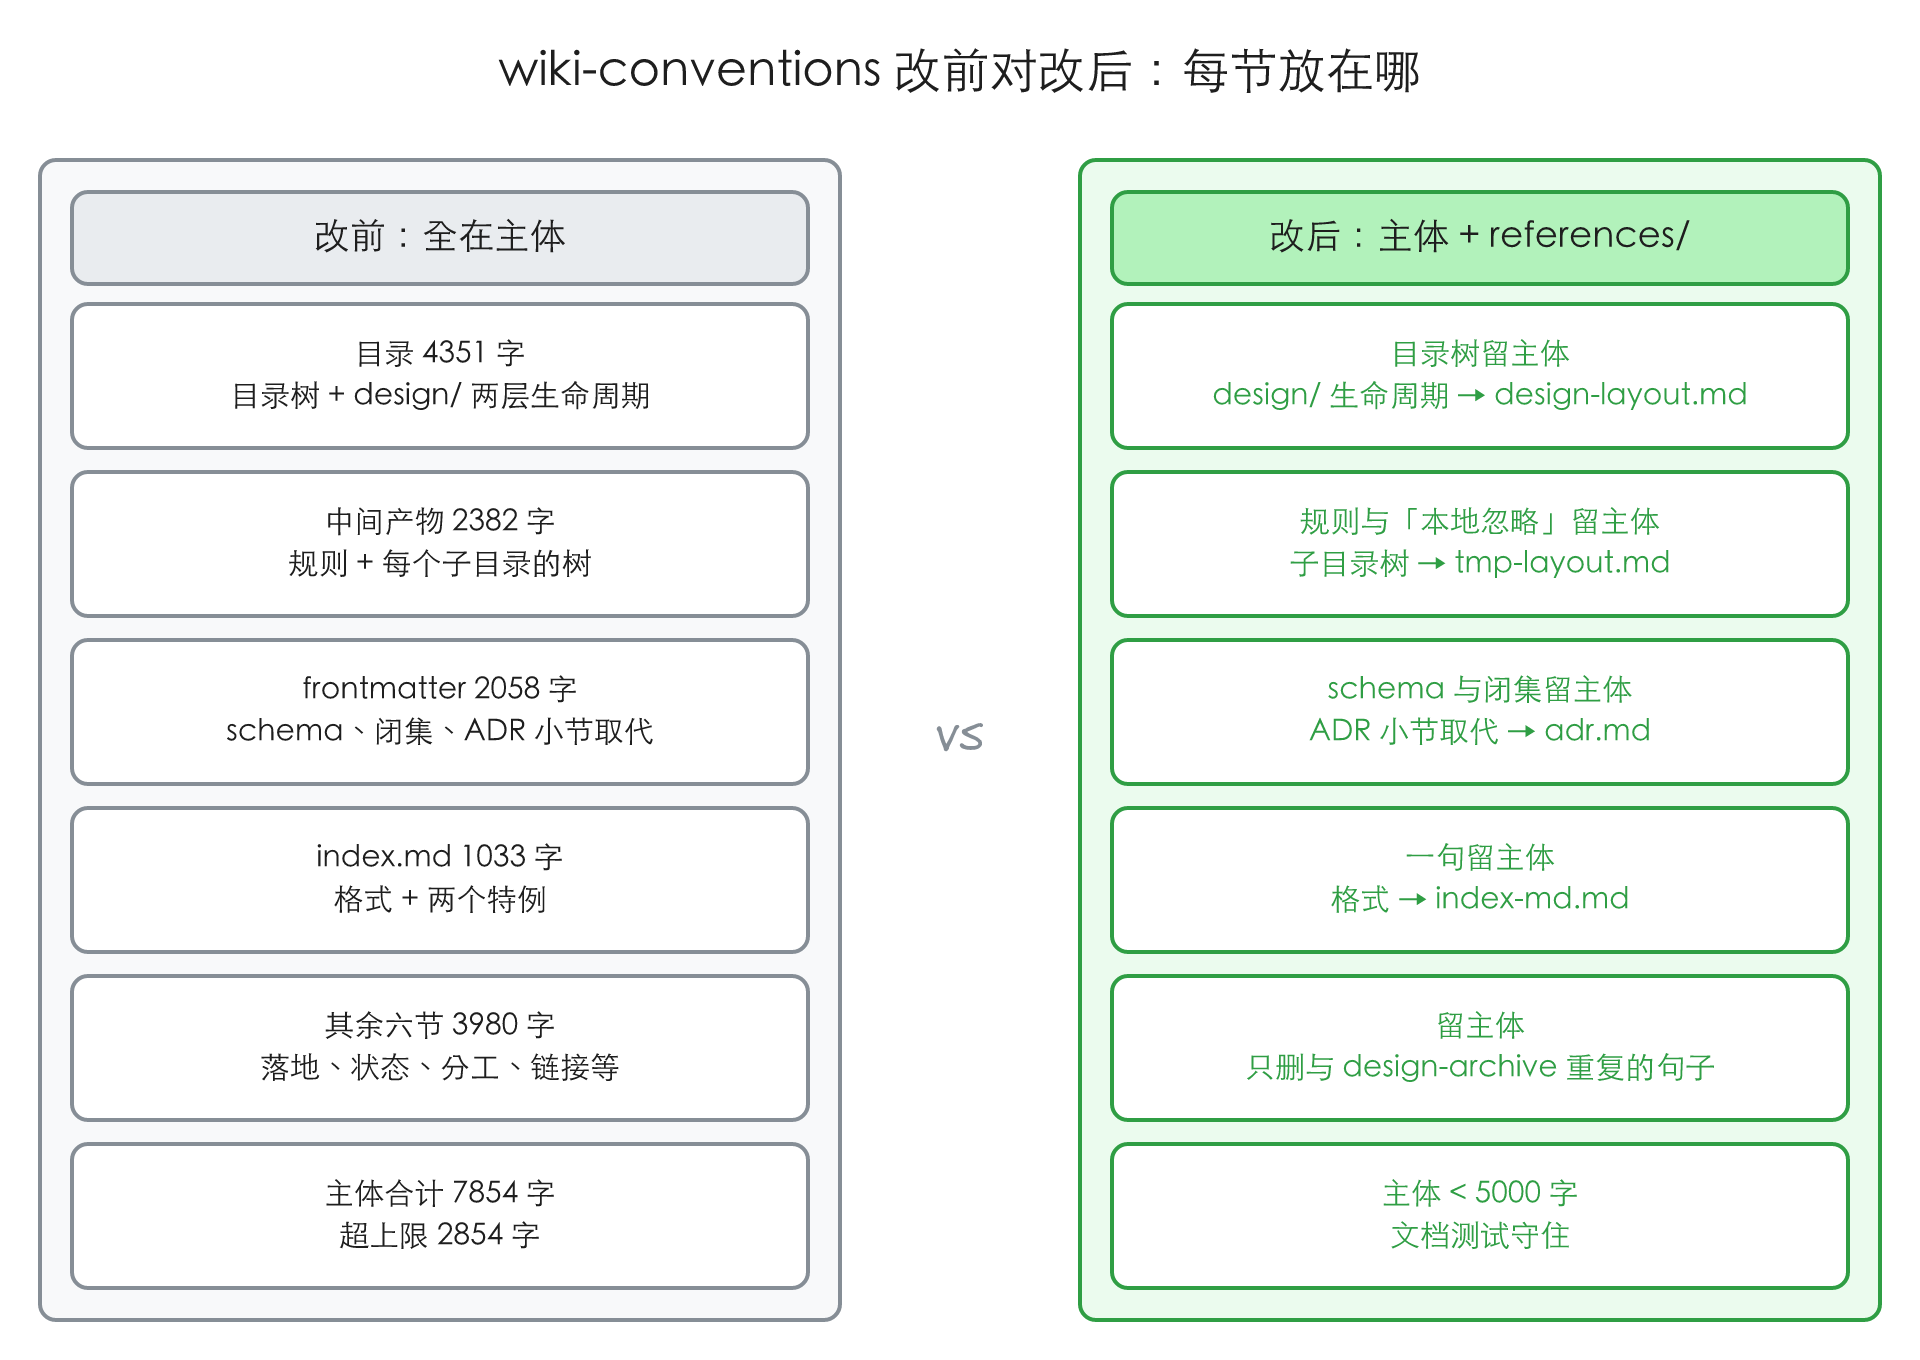 wiki-conventions 改前对改后：每节放在哪
改前：全在主体
目录 4351 字
目录树 + design/ 两层生命周期
中间产物 2382 字
规则 + 每个子目录的树
frontmatter 2058 字
schema、闭集、ADR 小节取代
index.md 1033 字
格式 + 两个特例
其余六节 3980 字
落地、状态、分工、链接等
主体合计 7854 字
超上限 2854 字
vs
改后：主体 + references/
目录树留主体
design/ 生命周期 → design-layout.md
规则与「本地忽略」留主体
子目录树 → tmp-layout.md
schema 与闭集留主体
ADR 小节取代 → adr.md
一句留主体
格式 → index-md.md
留主体
只删与 design-archive 重复的句子
主体 < 5000 字
文档测试守住